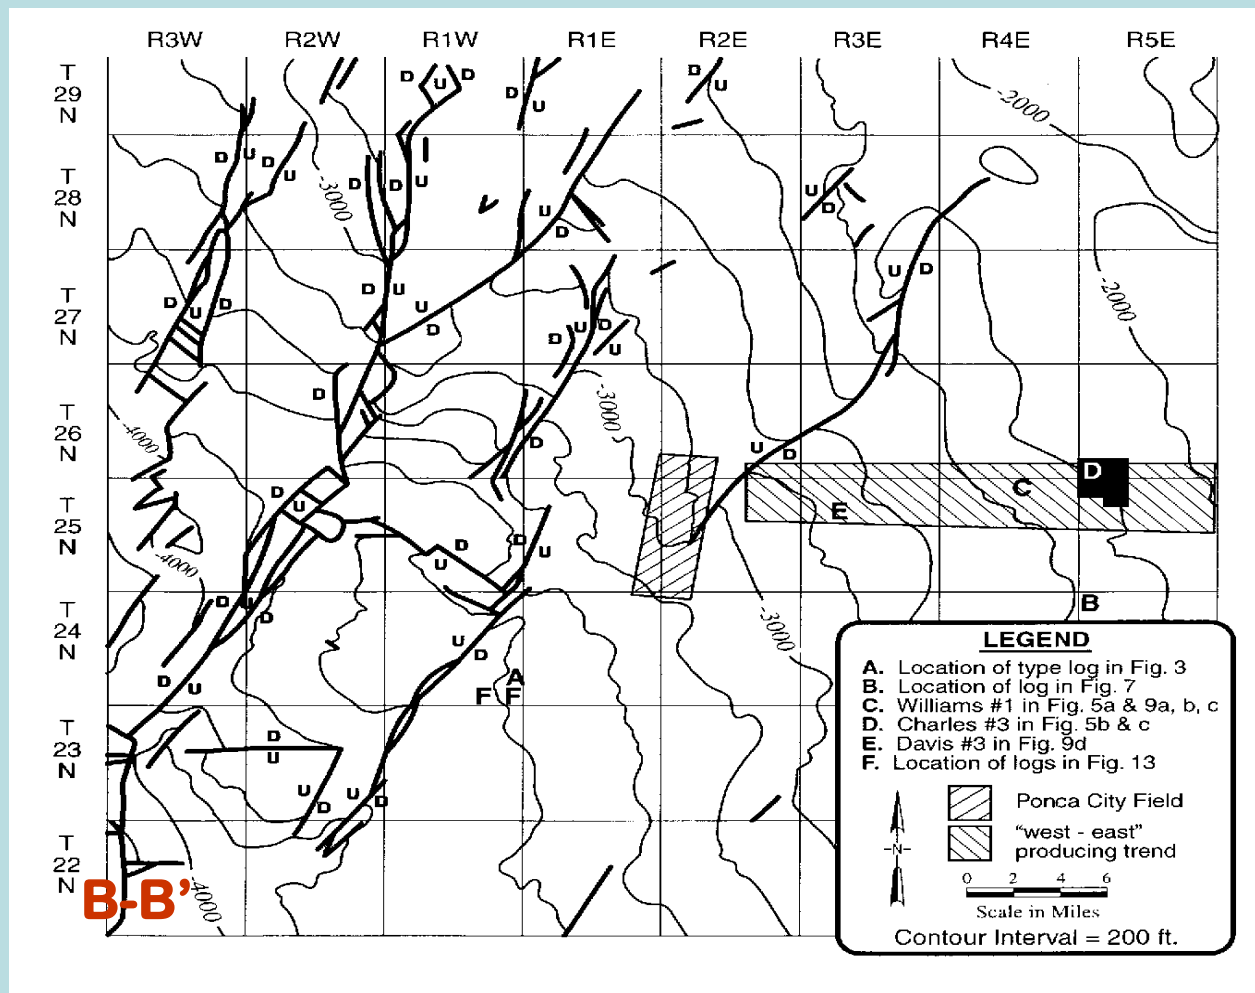 R3W R2W R1W R1E R2E R3E R4E R5E
T
29
N
D U D
D
U
D
U
-2000
T
28
N
D U D
U
-3000
D D U
U
D
U
D
T
27
N
D U D
D U
U
D
D U D
U
U D
-2000
T
26
N
-4000
D
D
-3000
U D
T
25
N
-4000
D
U
D
U
D
U
E
C
D
T
24
N
D U
D
D U
U
D
A
F F
-3000
B
T
23
N
D
U
U
D
U
D
T
22
N
-4000
B-B’
LEGEND
A. Location of type log in Fig. 3
B. Location of log in Fig. 7
C. Williams #1 in Fig. 5a & 9a, b, c
D. Charles #3 in Fig. 5b & c
E. Davis #3 in Fig. 9d
F. Location of logs in Fig. 13
Ponca City Field
“west - east”
producing trend
-N-
0 2 4 6
Scale in Miles
Contour Interval = 200 ft.